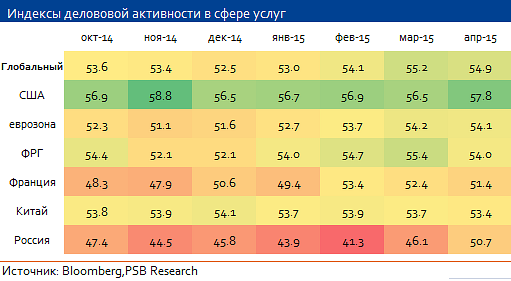 Индексы делововой активности в сфере услуг
окт-14 ноя-14 дек-14 янв-15 фев-15 мар-15 апр-15
Глобальный 53.6 53.4 52.5 53.0 54.1 55.2 54.9
США 56.9 58.8 56.5 56.7 56.9 56.5 57.8
еврозона 52.3 51.1 51.6 52.7 53.7 54.2 54.1
ФРГ 54.4 52.1 52.1 54.0 54.7 55.4 54.0
Франция 48.3 47.9 50.6 49.4 53.4 52.4 51.4
Китай 53.8 53.9 54.1 53.7 53.9 53.7 53.4
Россия 47.4 44.5 45.8 43.9 41.3 46.1 50.7
Источник: Bloomberg,PSB Research